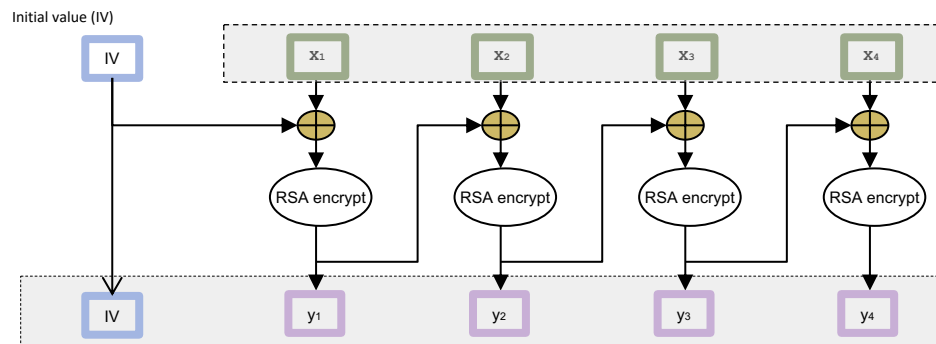 Initial value (IV)
IV
x1
x2
x3
x4
RSA encrypt
RSA encrypt
RSA encrypt
RSA encrypt
IV
y1
y2
y3
y4